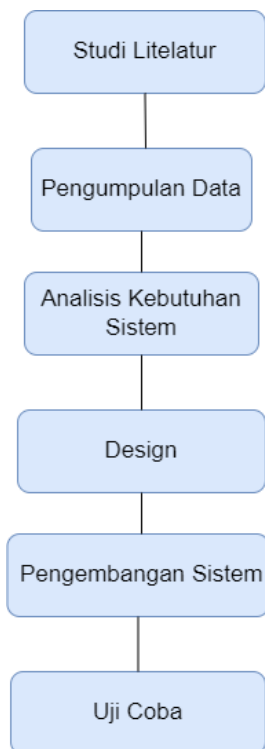 Studi Litelatur
Pengumpulan Data
Analisis Kebutuhan
Sistem
Design
Pengembangan Sistem
Uji Coba